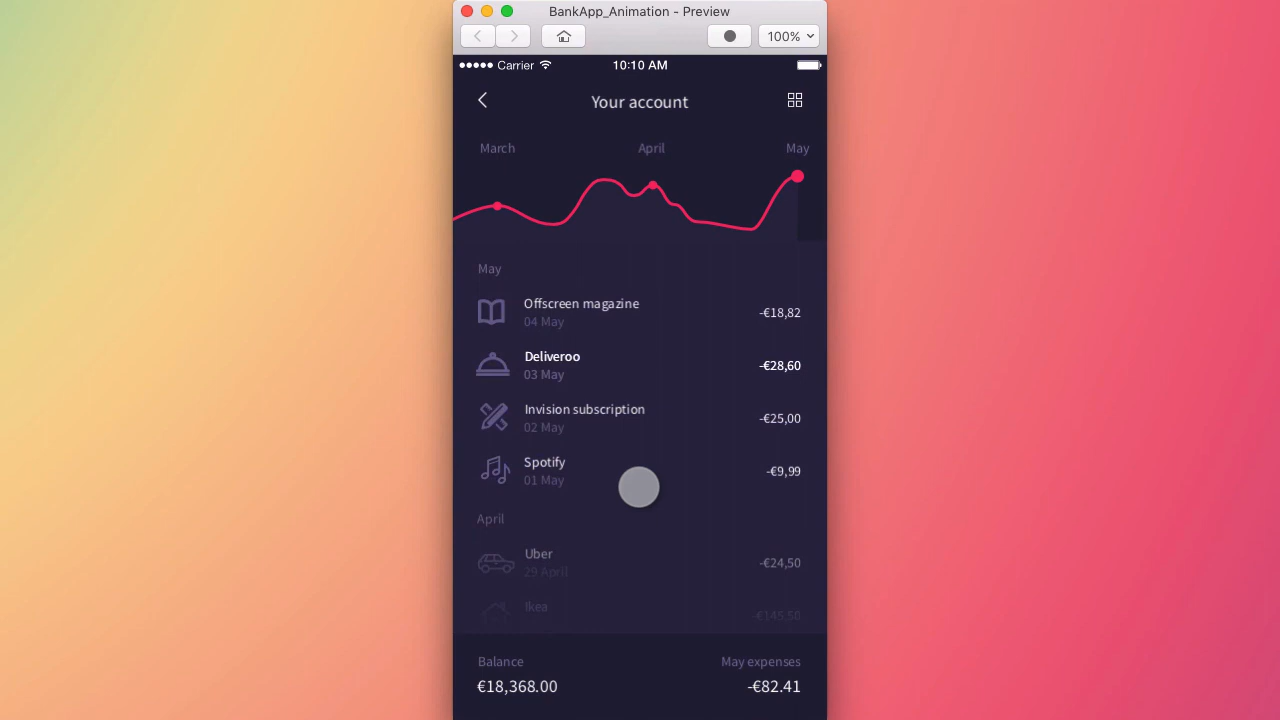 BankApp_Animation - Preview
100%
Carrier 10:10 AM
Your account
March April May
May
Offscreen magazine -€18,82
04 May
Deliveroo -€28,60
03 May
Invision subscription -€25,00
02 May
Spotify -€9,99
01 May
April
Uber -€24,50
29 April
Ikea -€145,50
Balance May expenses
€18,368.00 -€82.41